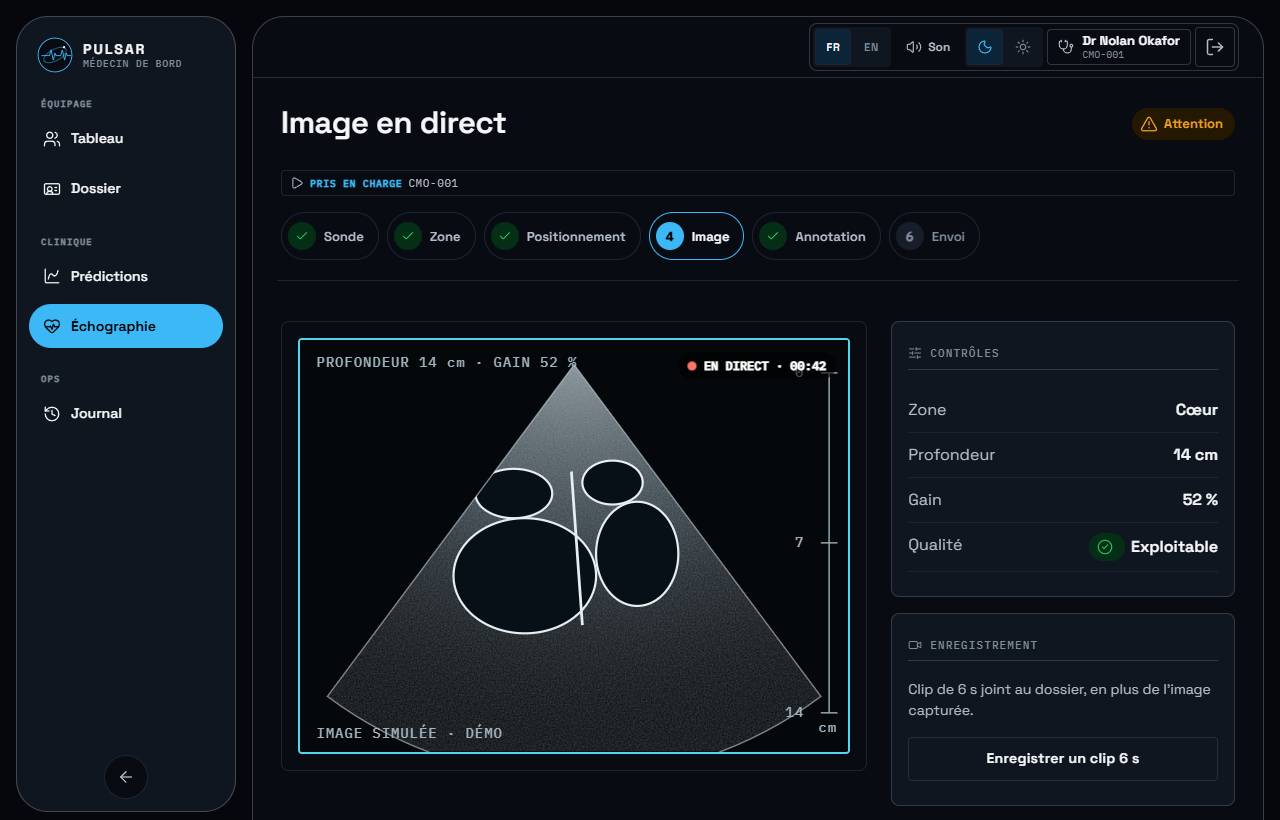 PULSAR
MÉDECIN DE BORD
ÉQUIPAGE
Tableau
Dossier
CLINIQUE
Prédictions
Échographie
OPS
Journal
FR EN Son Dr Nolan Okafor
CMO-001
Image en direct
Attention
PRIS EN CHARGE CMO-001
Sonde Zone Positionnement 4 Image Annotation 6 Envoi
PROFONDEUR 14 cm · GAIN 52 %
EN DIRECT · 00:42
0
7
14
cm
IMAGE SIMULÉE · DÉMO
CONTRÔLES
Zone Cœur
Profondeur 14 cm
Gain 52 %
Qualité Exploitable
ENREGISTREMENT
Clip de 6 s joint au dossier, en plus de l'image
capturée.
Enregistrer un clip 6 s